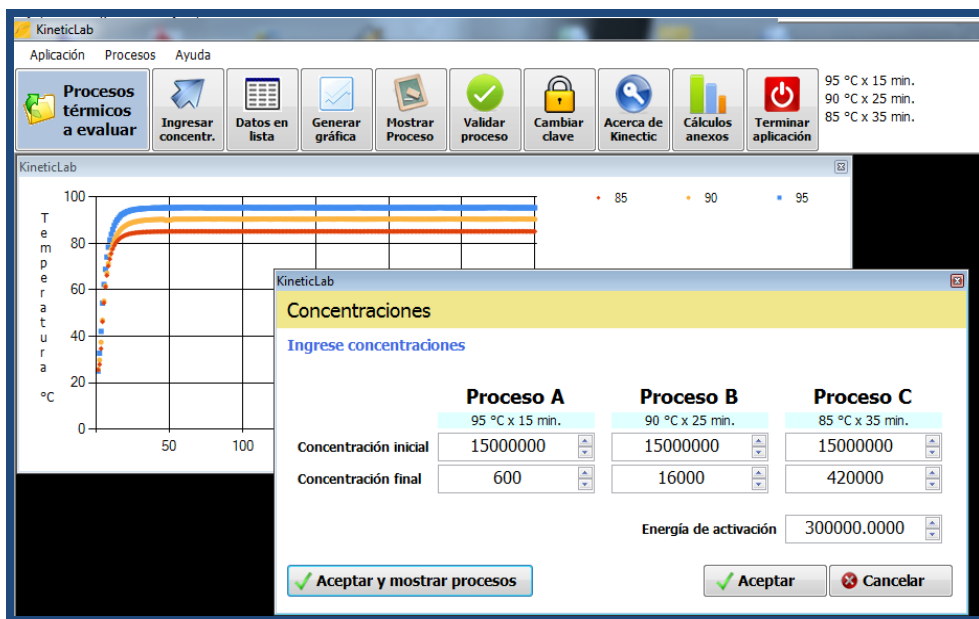 KineticLab
Aplicación Procesos Ayuda
Procesos
térmicos
a evaluar
Ingresar
concentr.
Datos en
lista
Generar
gráfica
Mostrar
Proceso
Validar
proceso
Cambiar
clave
Acerca de
Kinectic
Cálculos
anexos
Terminar
aplicación
95 °C x 15 min.
90 °C x 25 min.
85 °C x 35 min.
KineticLab
Temperatura
°C
100
80
60
40
20
0
50 100
85 90 95
KineticLab
Concentraciones
Ingrese concentraciones
Proceso A Proceso B Proceso C
95 °C x 15 min. 90 °C x 25 min. 85 °C x 35 min.
Concentración inicial 15000000 15000000 15000000
Concentración final 600 16000 420000
Energía de activación 300000.0000
Aceptar y mostrar procesos Aceptar Cancelar